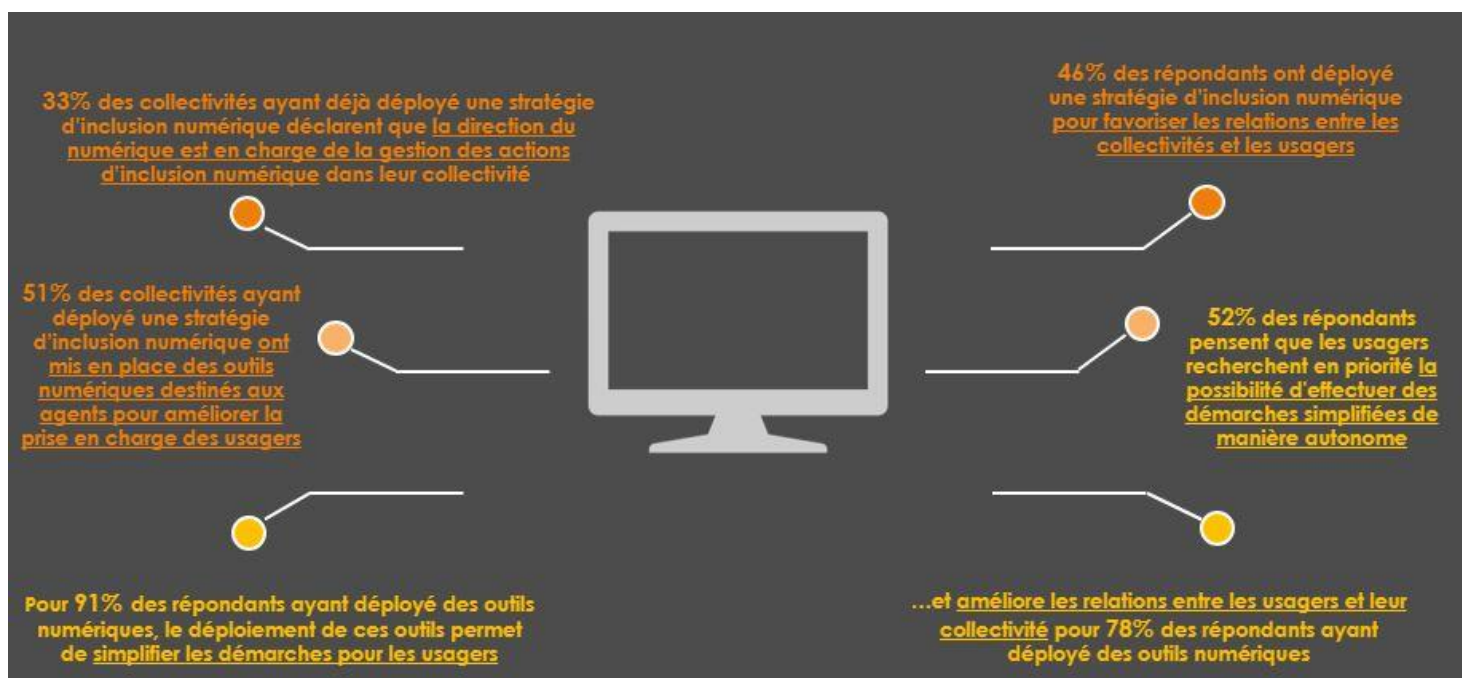 33% des collectivités ayant déjà déployé une stratégie
d'inclusion numérique déclarent que la direction du
numérique est en charge de la gestion des actions
d'inclusion numérique dans leur collectivité
46% des répondants ont déployé
une stratégie d'inclusion numérique
pour favoriser les relations entre les
collectivités et les usagers
51% des collectivités ayant
déployé une stratégie
d'inclusion numérique ont
mis en place des outils
numériques destinés aux
agents pour améliorer la
prise en charge des usagers
52% des répondants
pensent que les usagers
recherchent en priorité la
possibilité d'effectuer des
démarches simplifiées de
manière autonome
Pour 91% des répondants ayant déployé des outils
numériques, le déploiement de ces outils permet
de simplifier les démarches pour les usagers
...et améliore les relations entre les usagers et leur
collectivité pour 78% des répondants ayant
déployé des outils numériques